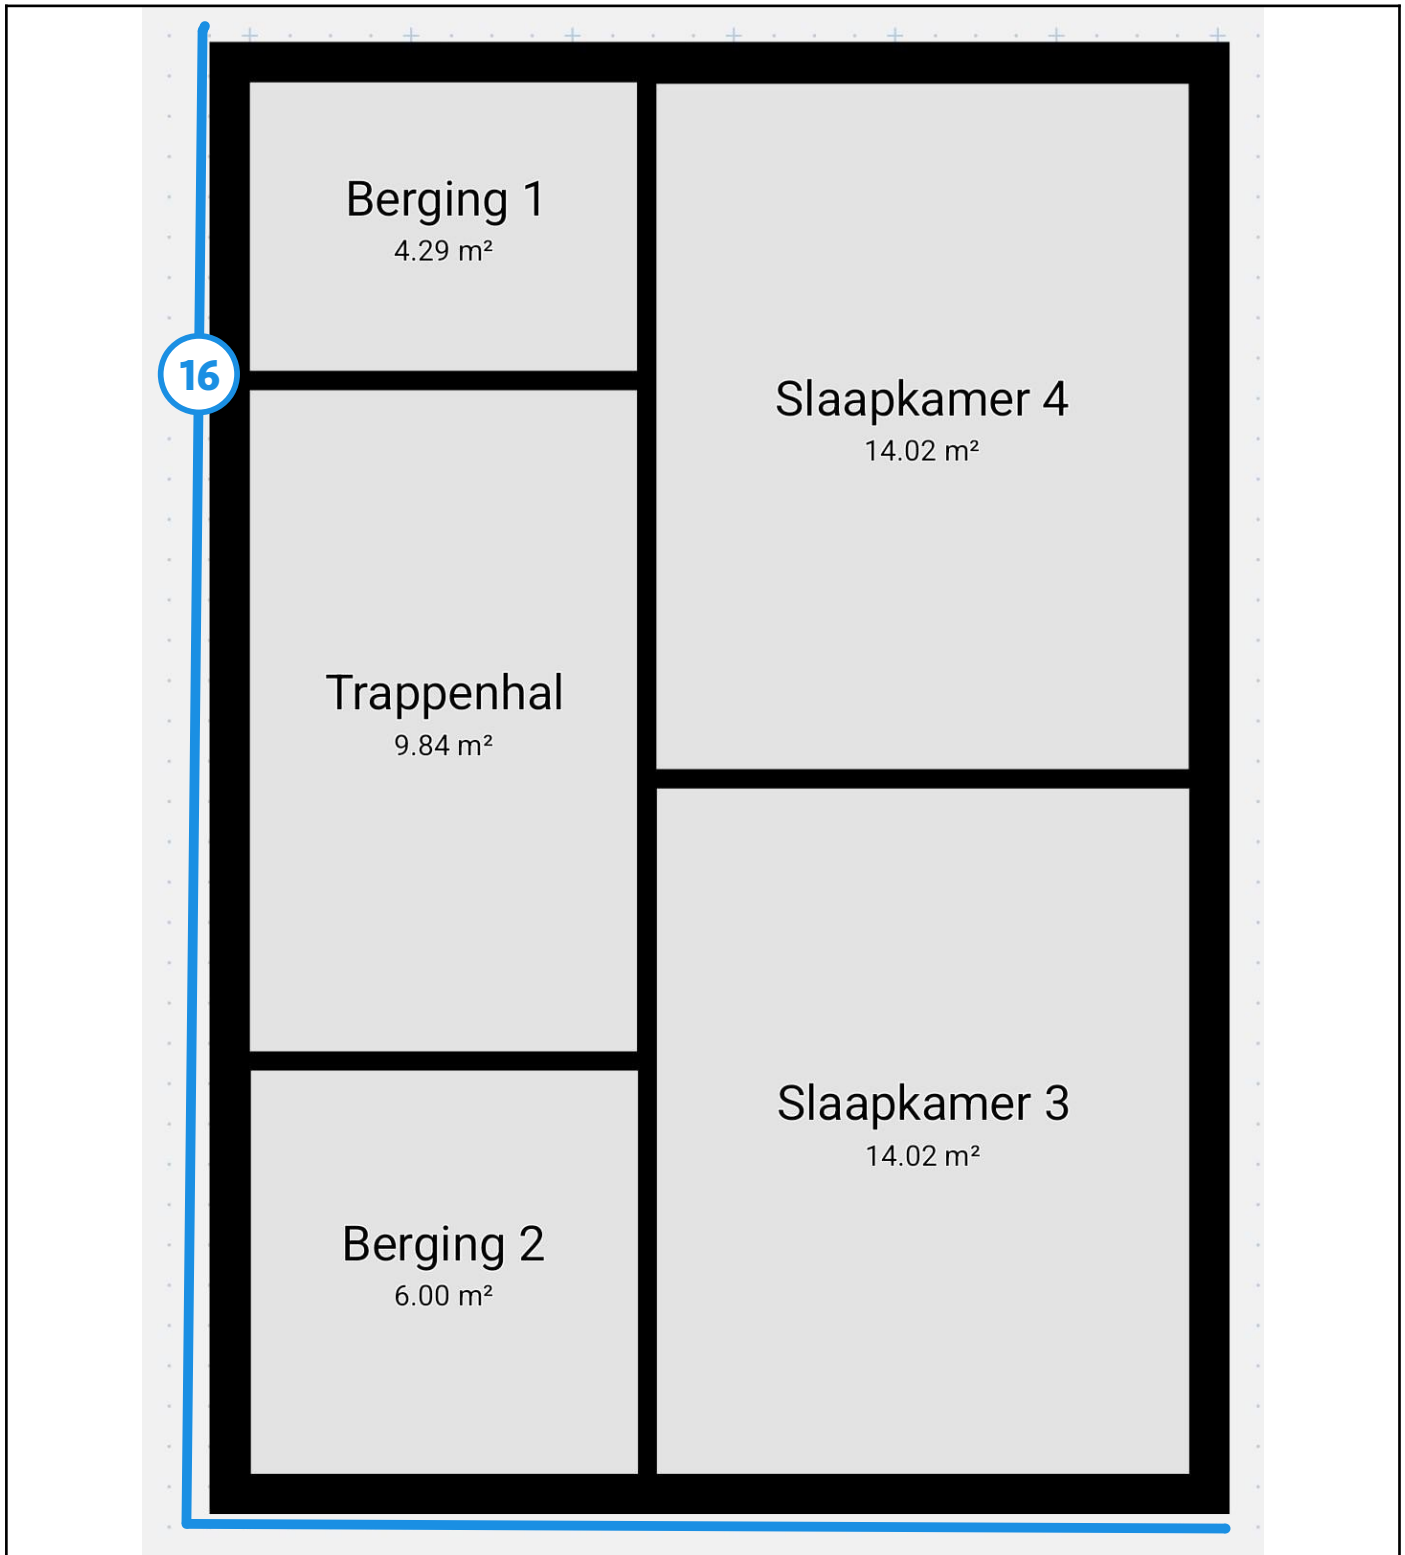 Berging 1
4.29 m²
16
Slaapkamer 4
14.02 m²
Trappenhal
9.84 m²
Slaapkamer 3
14.02 m²
Berging 2
6.00 m²